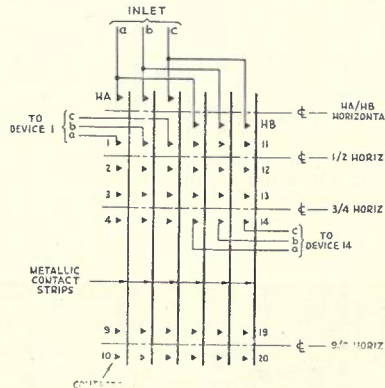 INLET
a b c
HA
HB
HA/HB
HORIZONTA
TO
DEVICE 1
c
b
a
1 11
1/2 HORIZ
2 12
3 13
3/4 HORIZ
4 14
c
b
a
TO
DEVICE 14
METALLIC
CONTACT
STRIPS
9 19
HORIZ
10 20